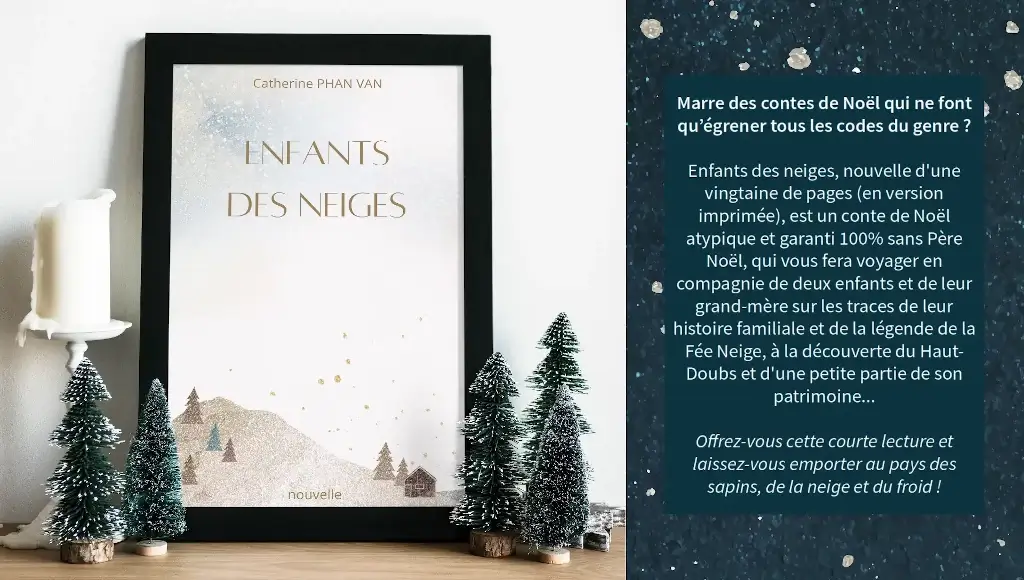 Catherine PHAN VAN
ENFANTS
DES NEIGES
nouvelle
Marre des contes de Noël qui ne font
qu’égrener tous les codes du genre ?
Enfants des neiges, nouvelle d'une
vingtaine de pages (en version
imprimée), est un conte de Noël
atypique et garanti 100% sans Père
Noël, qui vous fera voyager en
compagnie de deux enfants et de leur
grand-mère sur les traces de leur
histoire familiale et de la légende de la
Fée Neige, à la découverte du Haut-
Doubs et d'une petite partie de son
patrimoine...
Offrez-vous cette courte lecture et
laissez-vous emporter au pays des
sapins, de la neige et du froid !